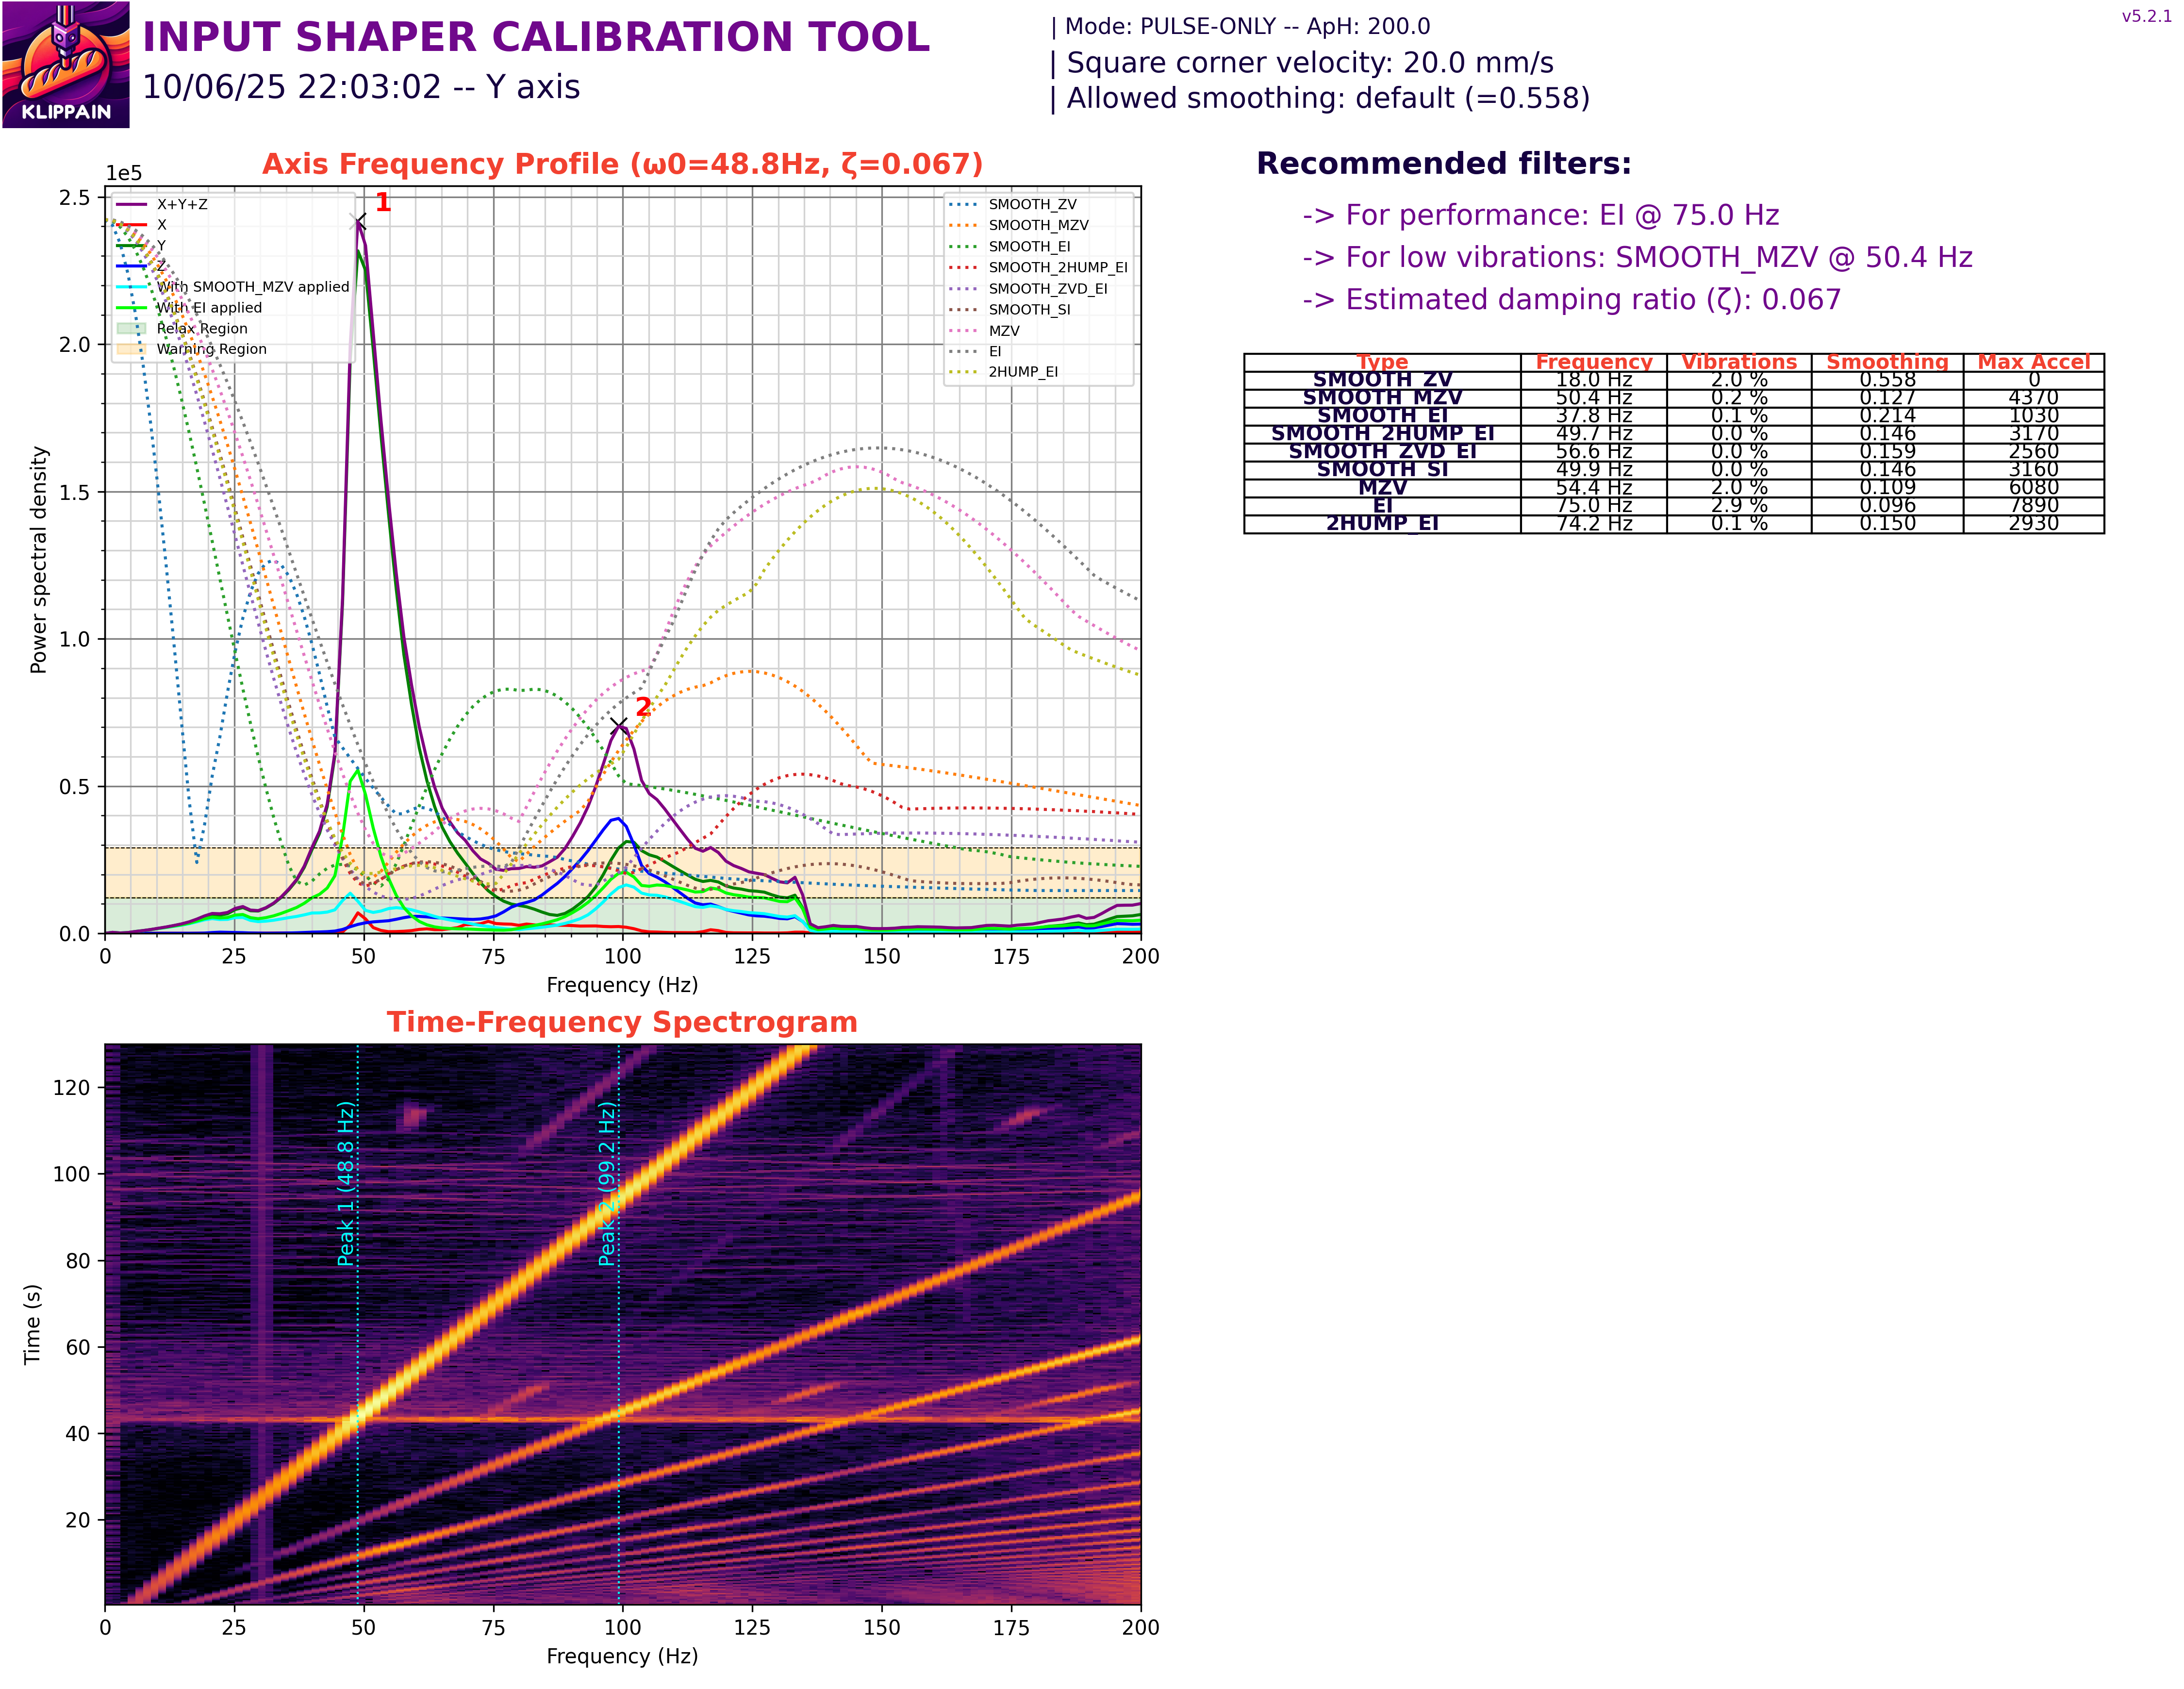 KLIPPAIN
INPUT SHAPER CALIBRATION TOOL
10/06/25 22:03:02 -- Y axis
| Mode: PULSE-ONLY -- ApH: 200.0
| Square corner velocity: 20.0 mm/s
| Allowed smoothing: default (=0.558)
v5.2.1
Axis Frequency Profile (ω0=48.8Hz, ζ=0.067)
1e5
2.5
2.0
1.5
1.0
0.5
0.0
Power spectral density
X+Y+Z
X
Y
Z
With SMOOTH_MZV applied
With EI applied
Relax Region
Warning Region
1
2
SMOOTH_ZV
SMOOTH_MZV
SMOOTH_EI
SMOOTH_2HUMP_EI
SMOOTH_ZVD_EI
SMOOTH_SI
MZV
EI
2HUMP_EI
0 25 50 75 100 125 150 175 200
Frequency (Hz)
Recommended filters:
-> For performance: EI @ 75.0 Hz
-> For low vibrations: SMOOTH_MZV @ 50.4 Hz
-> Estimated damping ratio (ζ): 0.067
Type Frequency Vibrations Smoothing Max Accel
SMOOTH_ZV 18.0 Hz 2.0 % 0.558 0
SMOOTH_MZV 50.4 Hz 0.2 % 0.127 4370
SMOOTH_EI 37.8 Hz 0.1 % 0.214 1030
SMOOTH_2HUMP_EI 49.7 Hz 0.0 % 0.146 3170
SMOOTH_ZVD_EI 56.6 Hz 0.0 % 0.159 2560
SMOOTH_SI 49.9 Hz 0.0 % 0.146 3160
MZV 54.4 Hz 2.0 % 0.109 6080
EI 75.0 Hz 2.9 % 0.096 7890
2HUMP_EI 74.2 Hz 0.1 % 0.150 2930
Time-Frequency Spectrogram
120
100
80
60
40
20
Time (s)
Peak 1 (48.8 Hz)
Peak 2 (99.2 Hz)
0 25 50 75 100 125 150 175 200
Frequency (Hz)